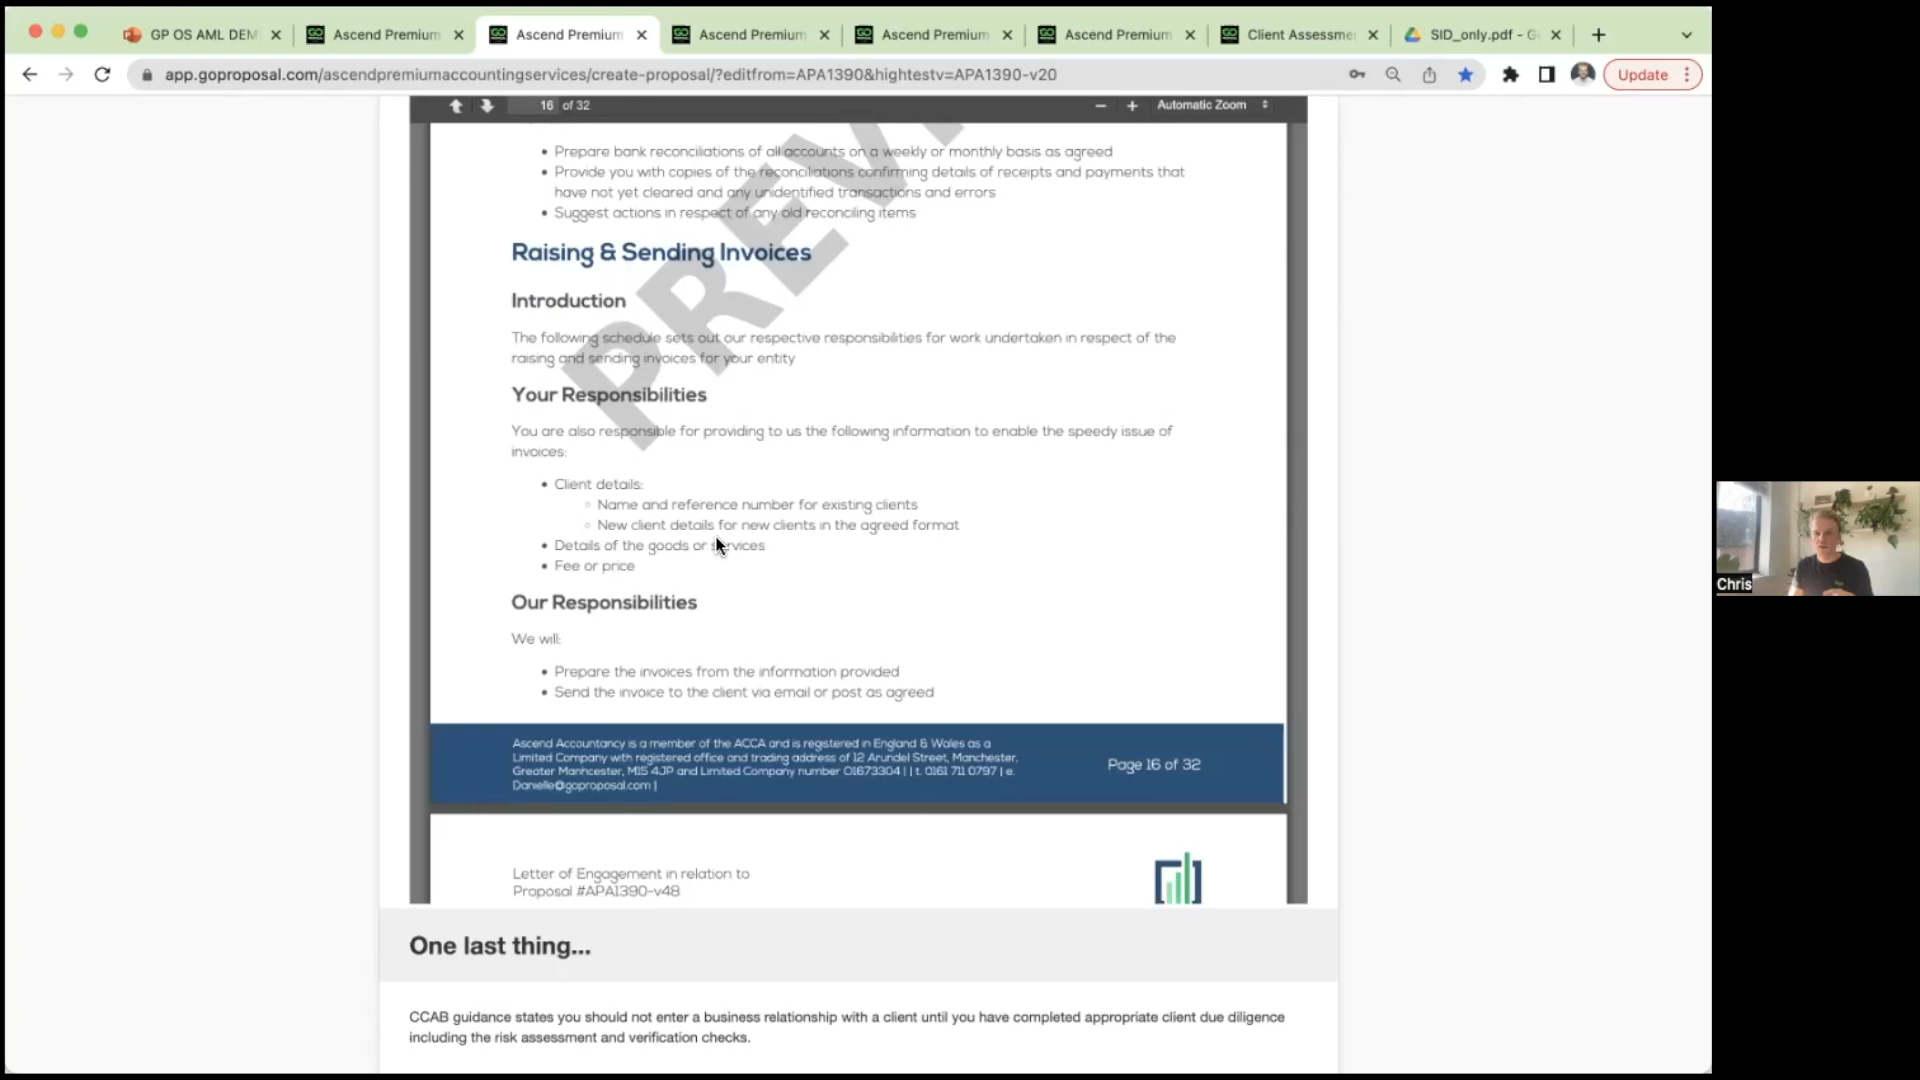 GP OS AML DEM
Ascend Premium
Ascend Premium
Ascend Premium
Ascend Premium
Ascend Premium
Client Assessme
SID_only.pdf - G
app.goproposal.com/ascendpremiumaccountingservices/create-proposal/?editfrom=APA1390&hightestv=APA1390-v20
Update
16 of 32
Automatic Zoom
PREV
• Prepare bank reconciliations of all accounts on a weekly or monthly basis as agreed
• Provide you with copies of the reconciliations confirming details of receipts and payments that
have not yet cleared and any unidentified transactions and errors
• Suggest actions in respect of any old reconciling items
Raising & Sending Invoices
Introduction
The following schedule sets out our respective responsibilities for work undertaken in respect of the
raising and sending invoices for your entity
Your Responsibilities
You are also responsible for providing to us the following information to enable the speedy issue of
invoices:
• Client details:
◦ Name and reference number for existing clients
◦ New client details for new clients in the agreed format
• Details of the goods or services
• Fee or price
Our Responsibilities
We will:
• Prepare the invoices from the information provided
• Send the invoice to the client via email or post as agreed
Ascend Accountancy is a member of the ACCA and is registered in England & Wales as a
Limited Company with registered office and trading address of 12 Arundel Street, Manchester,
Greater Manhcester, M15 4JP and Limited Company number 01673304 | | t. 0161 711 0797 | e.
Danielle@goproposal.com |
Page 16 of 32
Letter of Engagement in relation to
Proposal #APA1390-v48
One last thing...
CCAB guidance states you should not enter a business relationship with a client until you have completed appropriate client due diligence
including the risk assessment and verification checks.
Chris